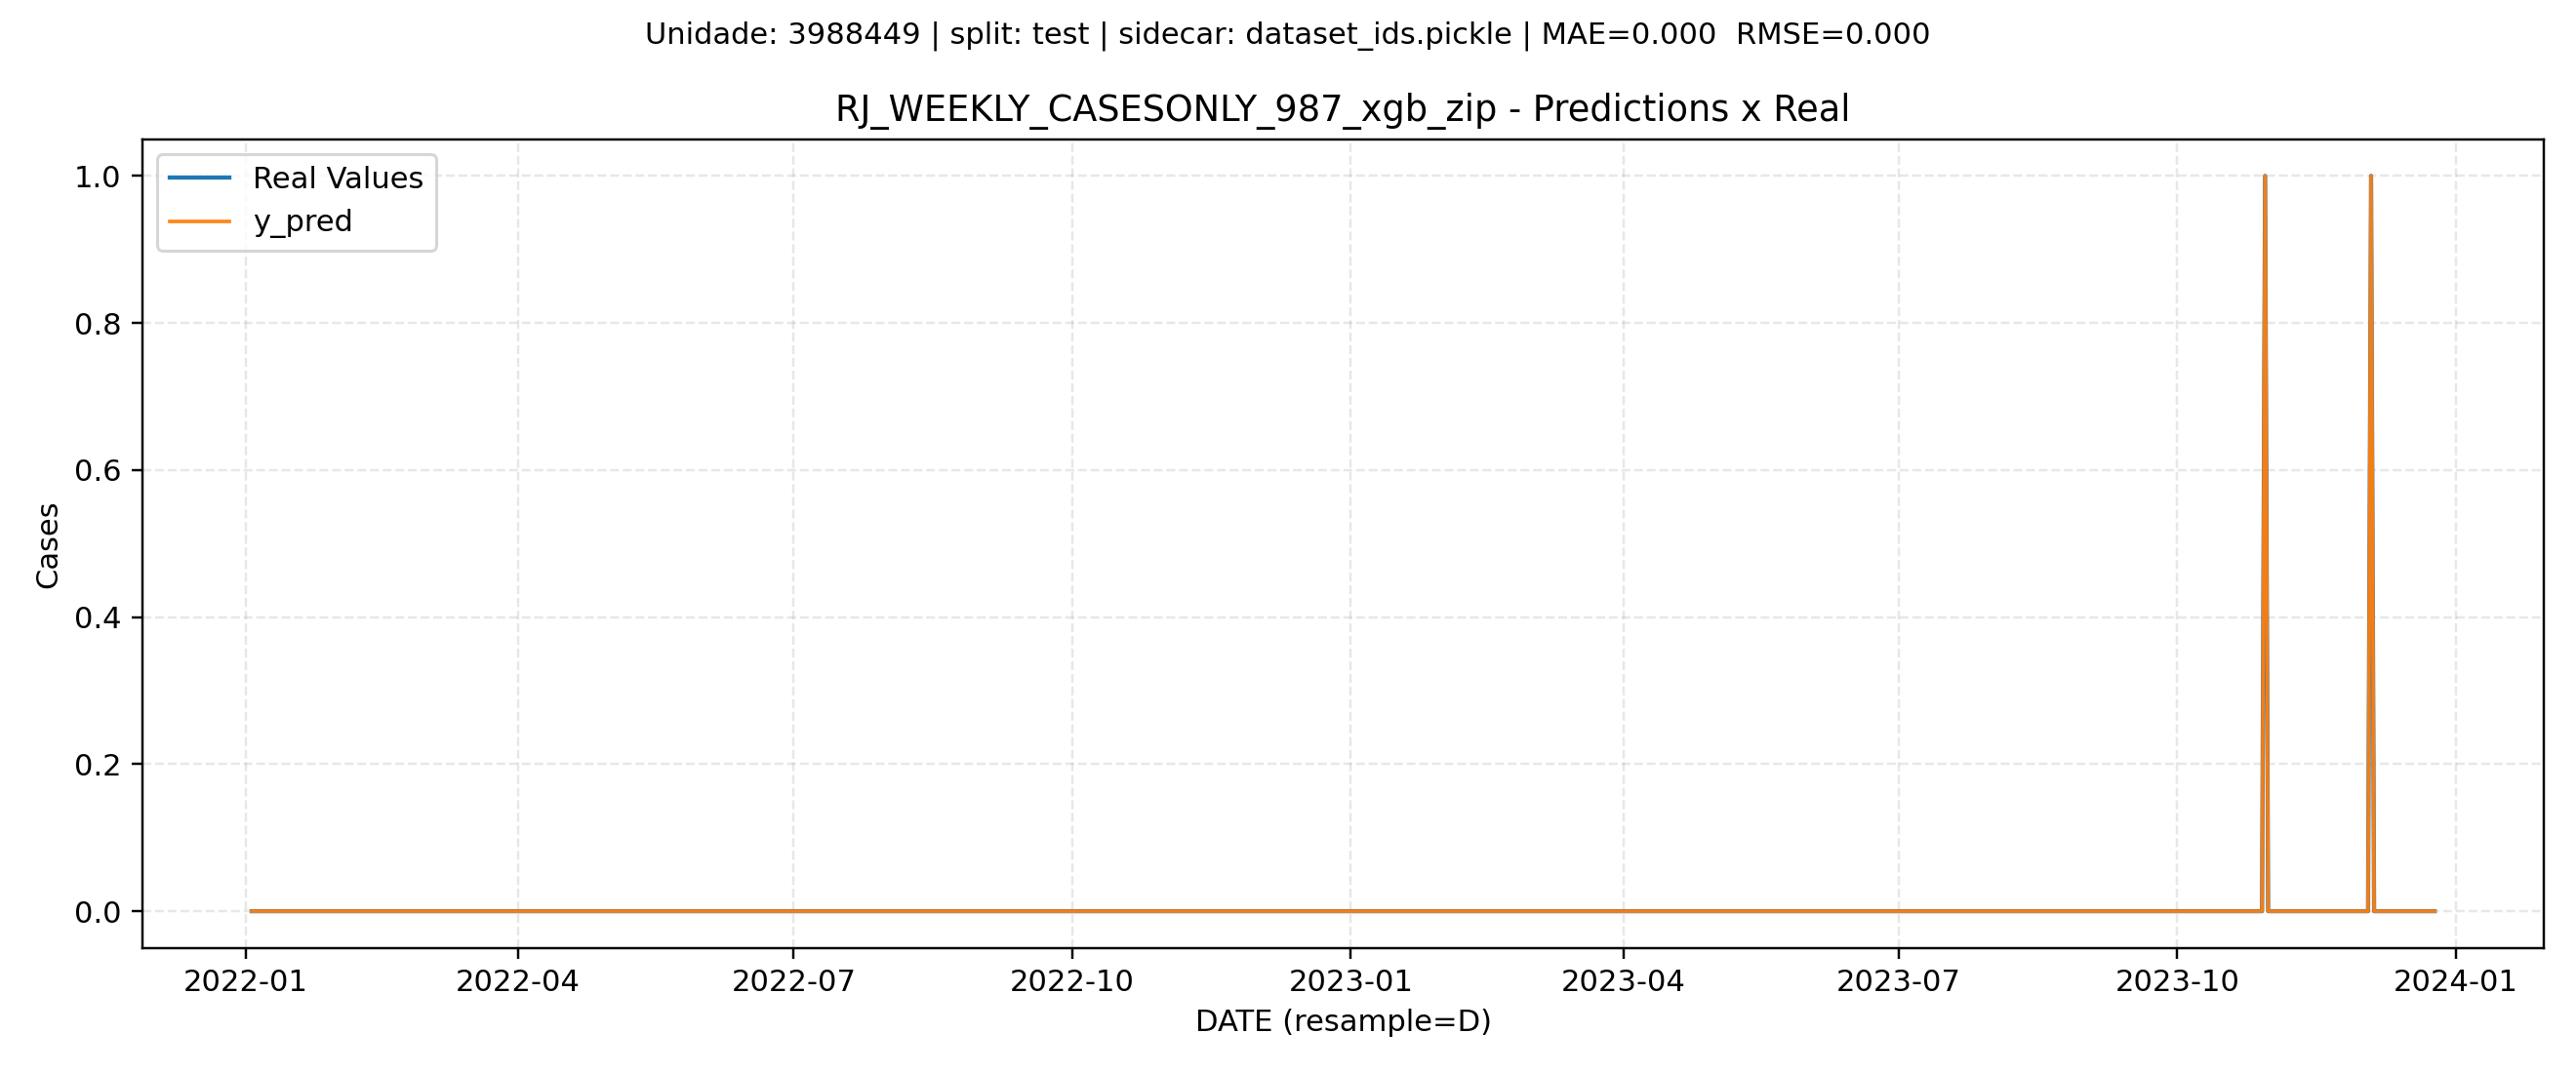 Unidade: 3988449 | split: test | sidecar: dataset_ids.pickle | MAE=0.000  RMSE=0.000
RJ_WEEKLY_CASESONLY_987_xgb_zip - Predictions x Real
Real Values
y_pred
1.0
0.8
0.6
0.4
0.2
0.0
Cases
2022-01 2022-04 2022-07 2022-10 2023-01 2023-04 2023-07 2023-10 2024-01
DATE (resample=D)